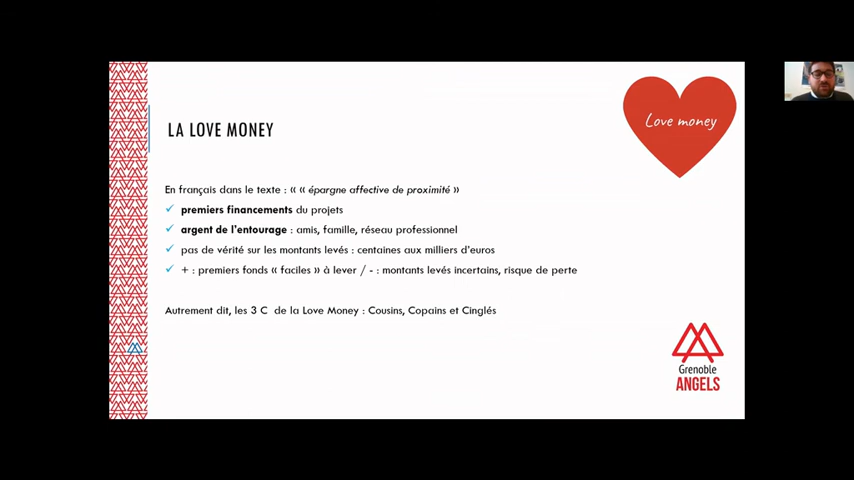 Love money
LA LOVE MONEY
En français dans le texte : « « épargne affective de proximité »
premiers financements du projets
argent de l'entourage : amis, famille, réseau professionnel
pas de vérité sur les montants levés : centaines aux milliers d'euros
+ : premiers fonds « faciles » à lever / - : montants levés incertains, risque de perte
Autrement dit, les 3 C de la Love Money : Cousins, Copains et Cinglés
Grenoble
ANGELS